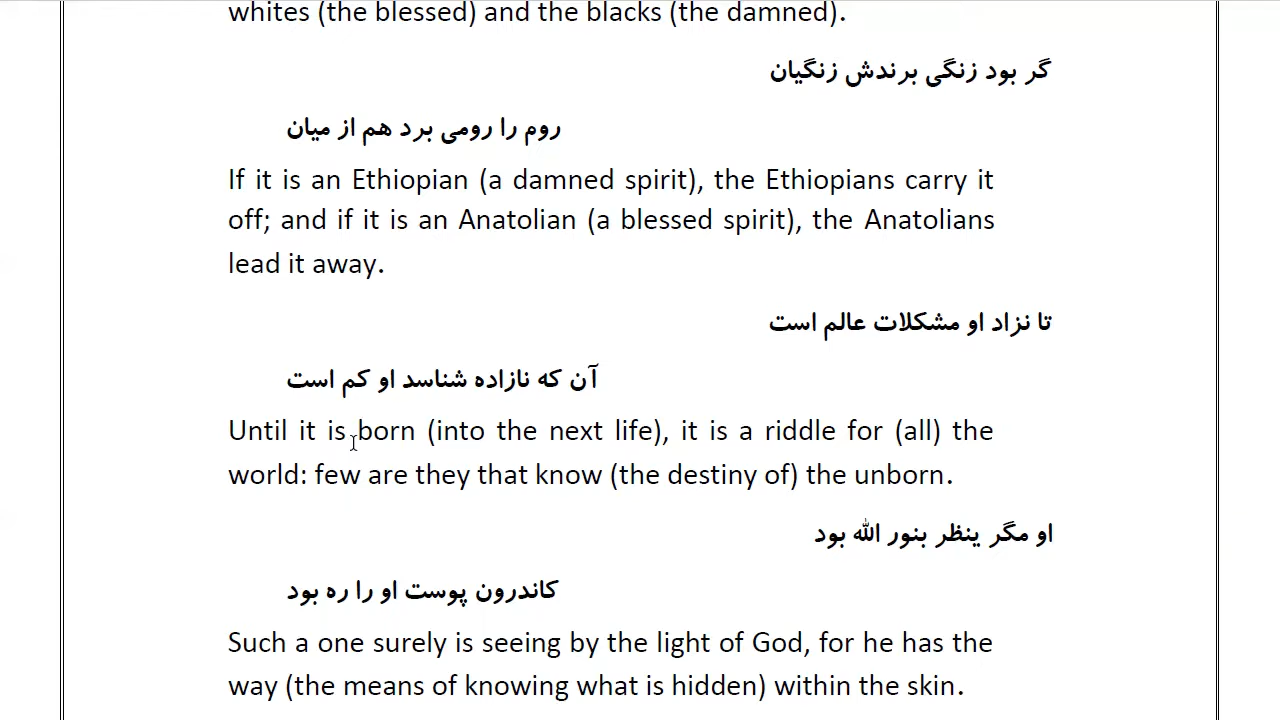 whites (the blessed) and the blacks (the damned).
گر بود زنگی برندش زنگیان
روم را رومی برد هم از میان
If it is an Ethiopian (a damned spirit), the Ethiopians carry it
off; and if it is an Anatolian (a blessed spirit), the Anatolians
lead it away.
تا نزاد او مشکلات عالم است
آن که نازاده شناسد او کم است
Until it is born (into the next life), it is a riddle for (all) the
world: few are they that know (the destiny of) the unborn.
او مگر ینظر بنور الله بود
کاندرون پوست او را ره بود
Such a one surely is seeing by the light of God, for he has the
way (the means of knowing what is hidden) within the skin.